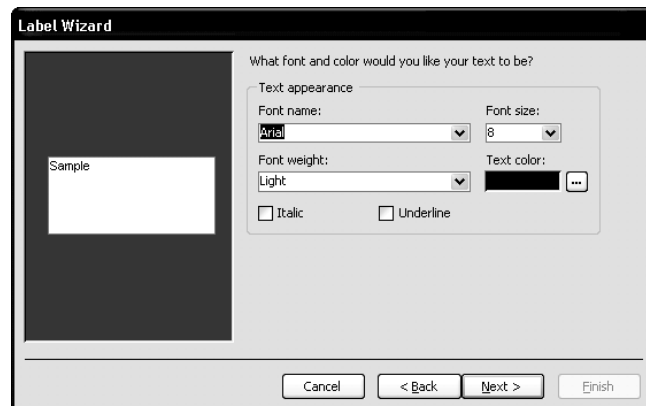 Label Wizard
What font and color would you like your text to be?
Text appearance
Font name: Font size:
Arial 8
Sample
Font weight: Text color:
Light ...
Italic Underline
Cancel < Back Next > Finish